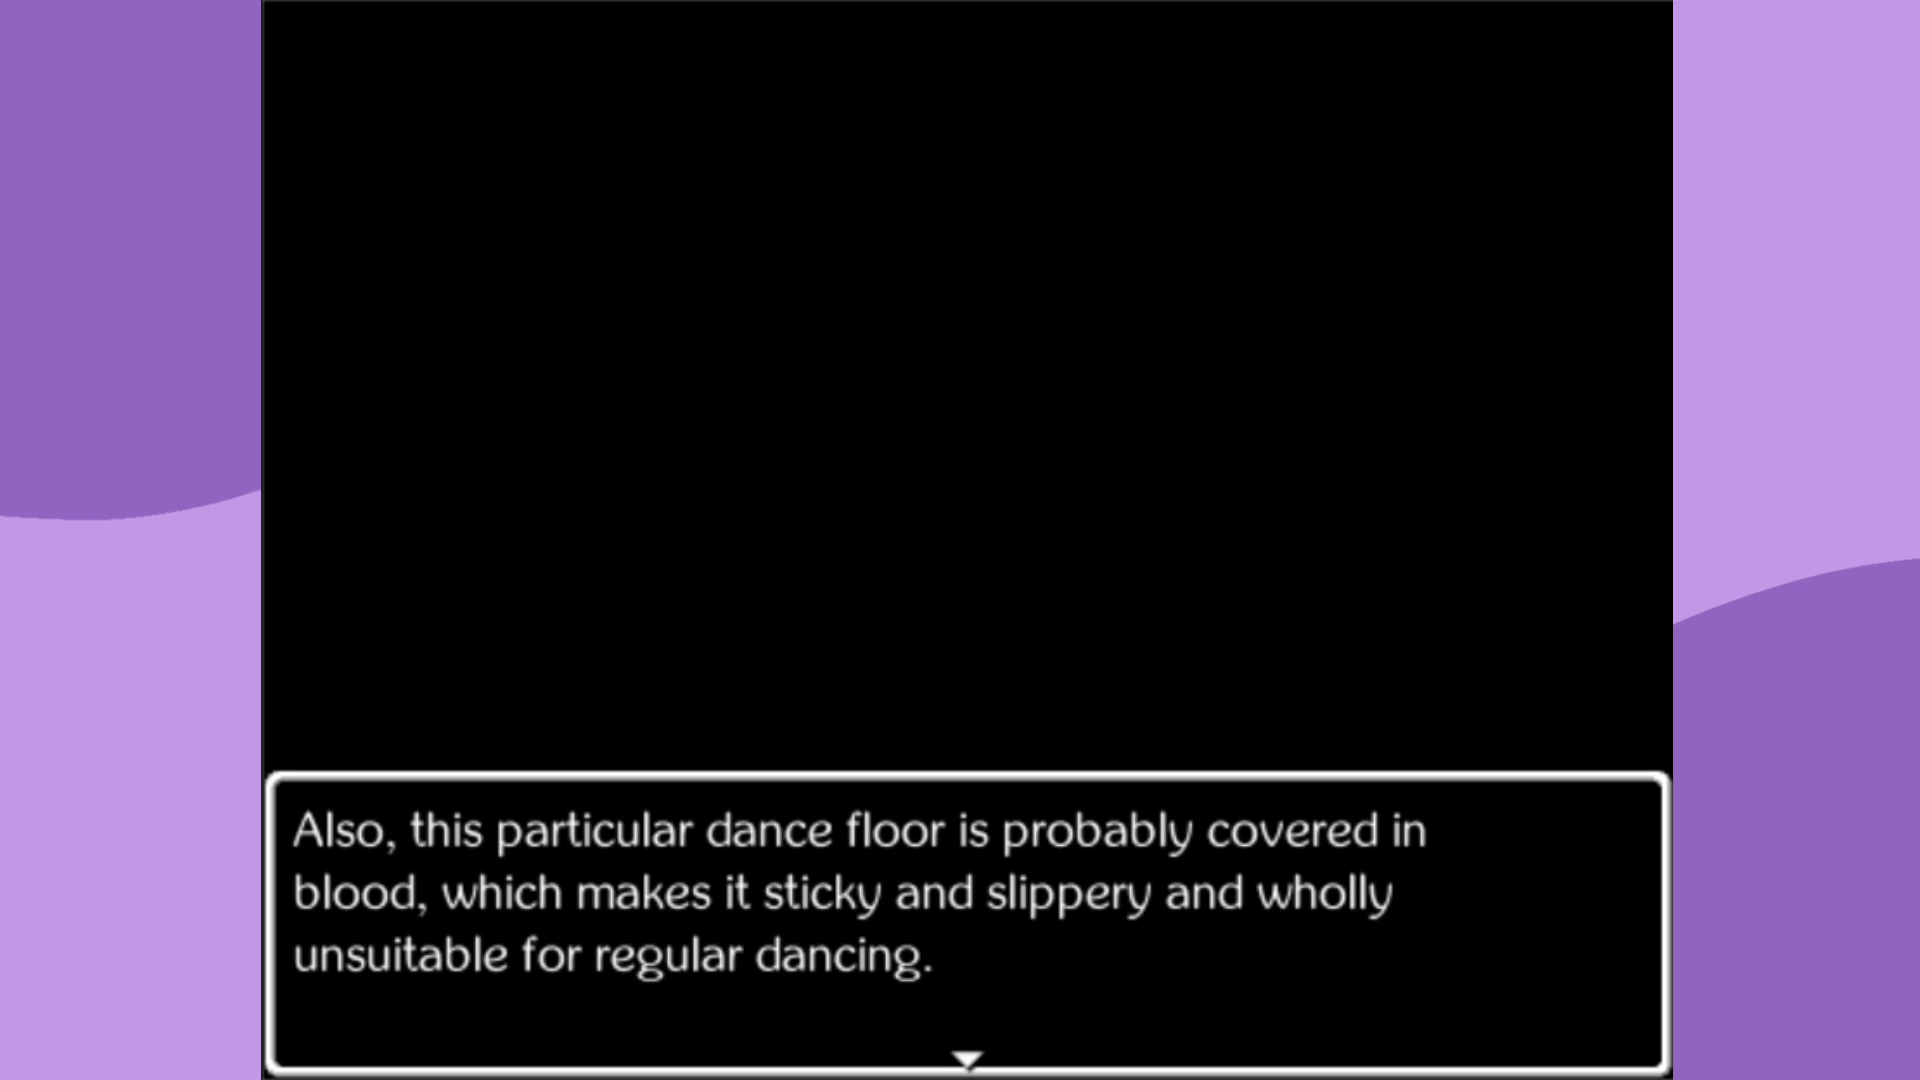 Also, this particular dance floor is probably covered in
blood, which makes it sticky and slippery and wholly
unsuitable for regular dancing.